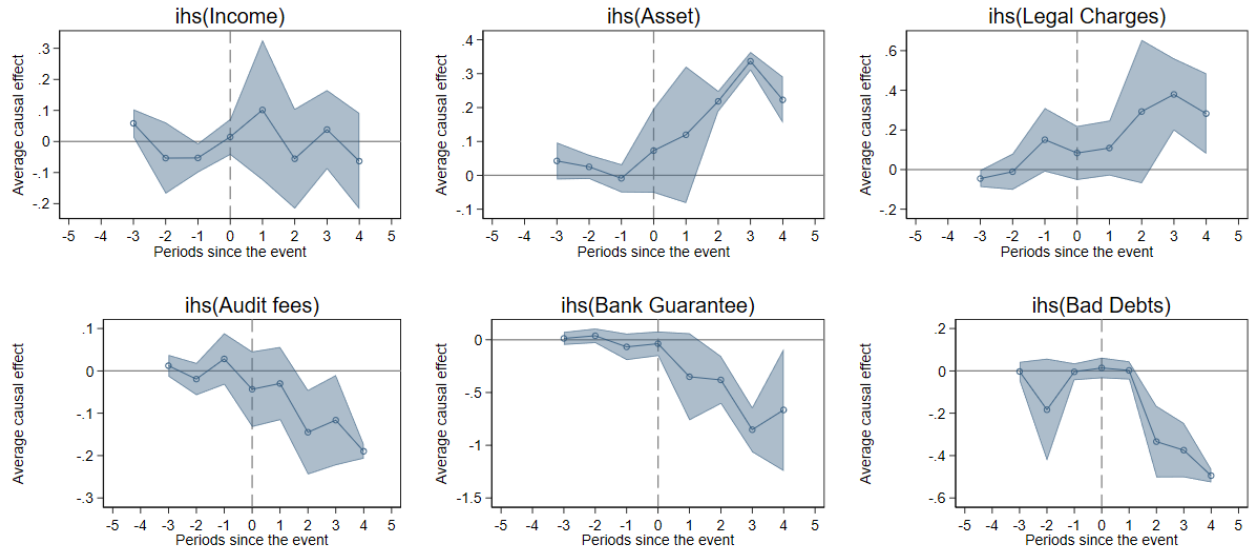 ihs(Income)
Average causal effect
.3
.2
.1
0
-.1
-.2
-5 -4 -3 -2 -1 0 1 2 3 4 5
Periods since the event
ihs(Asset)
Average causal effect
.4
.3
.2
.1
0
-.1
-5 -4 -3 -2 -1 0 1 2 3 4 5
Periods since the event
ihs(Legal Charges)
Average causal effect
.6
.4
.2
0
-.2
-5 -4 -3 -2 -1 0 1 2 3 4 5
Periods since the event
ihs(Audit fees)
Average causal effect
.1
0
-.1
-.2
-.3
-5 -4 -3 -2 -1 0 1 2 3 4 5
Periods since the event
ihs(Bank Guarantee)
Average causal effect
0
-.5
-1
-1.5
-5 -4 -3 -2 -1 0 1 2 3 4 5
Periods since the event
ihs(Bad Debts)
Average causal effect
.2
0
-.2
-.4
-.6
-5 -4 -3 -2 -1 0 1 2 3 4 5
Periods since the event